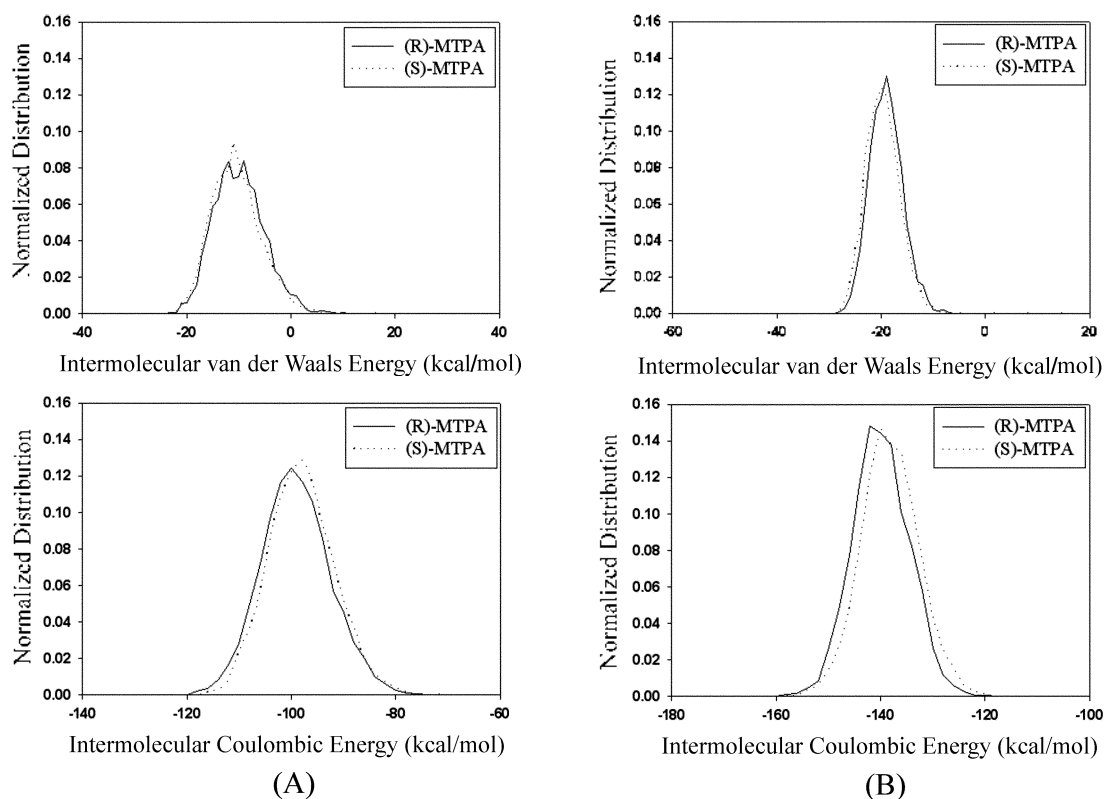 0.16
0.14
0.12
0.10
0.08
0.06
0.04
0.02
0.00
Normalized Distribution
(R)-MTPA
(S)-MTPA
-40 -20 0 20 40
Intermolecular van der Waals Energy (kcal/mol)
0.16
0.14
0.12
0.10
0.08
0.06
0.04
0.02
0.00
Normalized Distribution
(R)-MTPA
(S)-MTPA
-60 -40 -20 0 20
Intermolecular van der Waals Energy (kcal/mol)
0.16
0.14
0.12
0.10
0.08
0.06
0.04
0.02
0.00
Normalized Distribution
(R)-MTPA
(S)-MTPA
-140 -120 -100 -80 -60
Intermolecular Coulombic Energy (kcal/mol)
(A)
0.16
0.14
0.12
0.10
0.08
0.06
0.04
0.02
0.00
Normalized Distribution
(R)-MTPA
(S)-MTPA
-180 -160 -140 -120 -100
Intermolecular Coulombic Energy (kcal/mol)
(B)